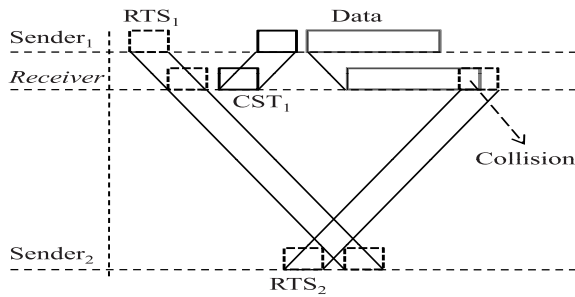 RTS1
Data
Sender1
Receiver
CST1
Collision
Sender2
RTS2